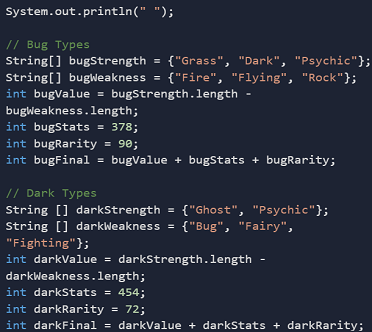 System.out.println(" ");
// Bug Types
String[] bugStrength = {"Grass", "Dark", "Psychic"};
String[] bugWeakness = {"Fire", "Flying", "Rock"};
int bugValue = bugStrength.length -
bugWeakness.length;
int bugStats = 378;
int bugRarity = 90;
int bugFinal = bugValue + bugStats + bugRarity;
// Dark Types
String [] darkStrength = {"Ghost", "Psychic"};
String [] darkWeakness = {"Bug", "Fairy",
"Fighting"};
int darkValue = darkStrength.length -
darkWeakness.length;
int darkStats = 454;
int darkRarity = 72;
int darkFinal = darkValue + darkStats + darkRarity;